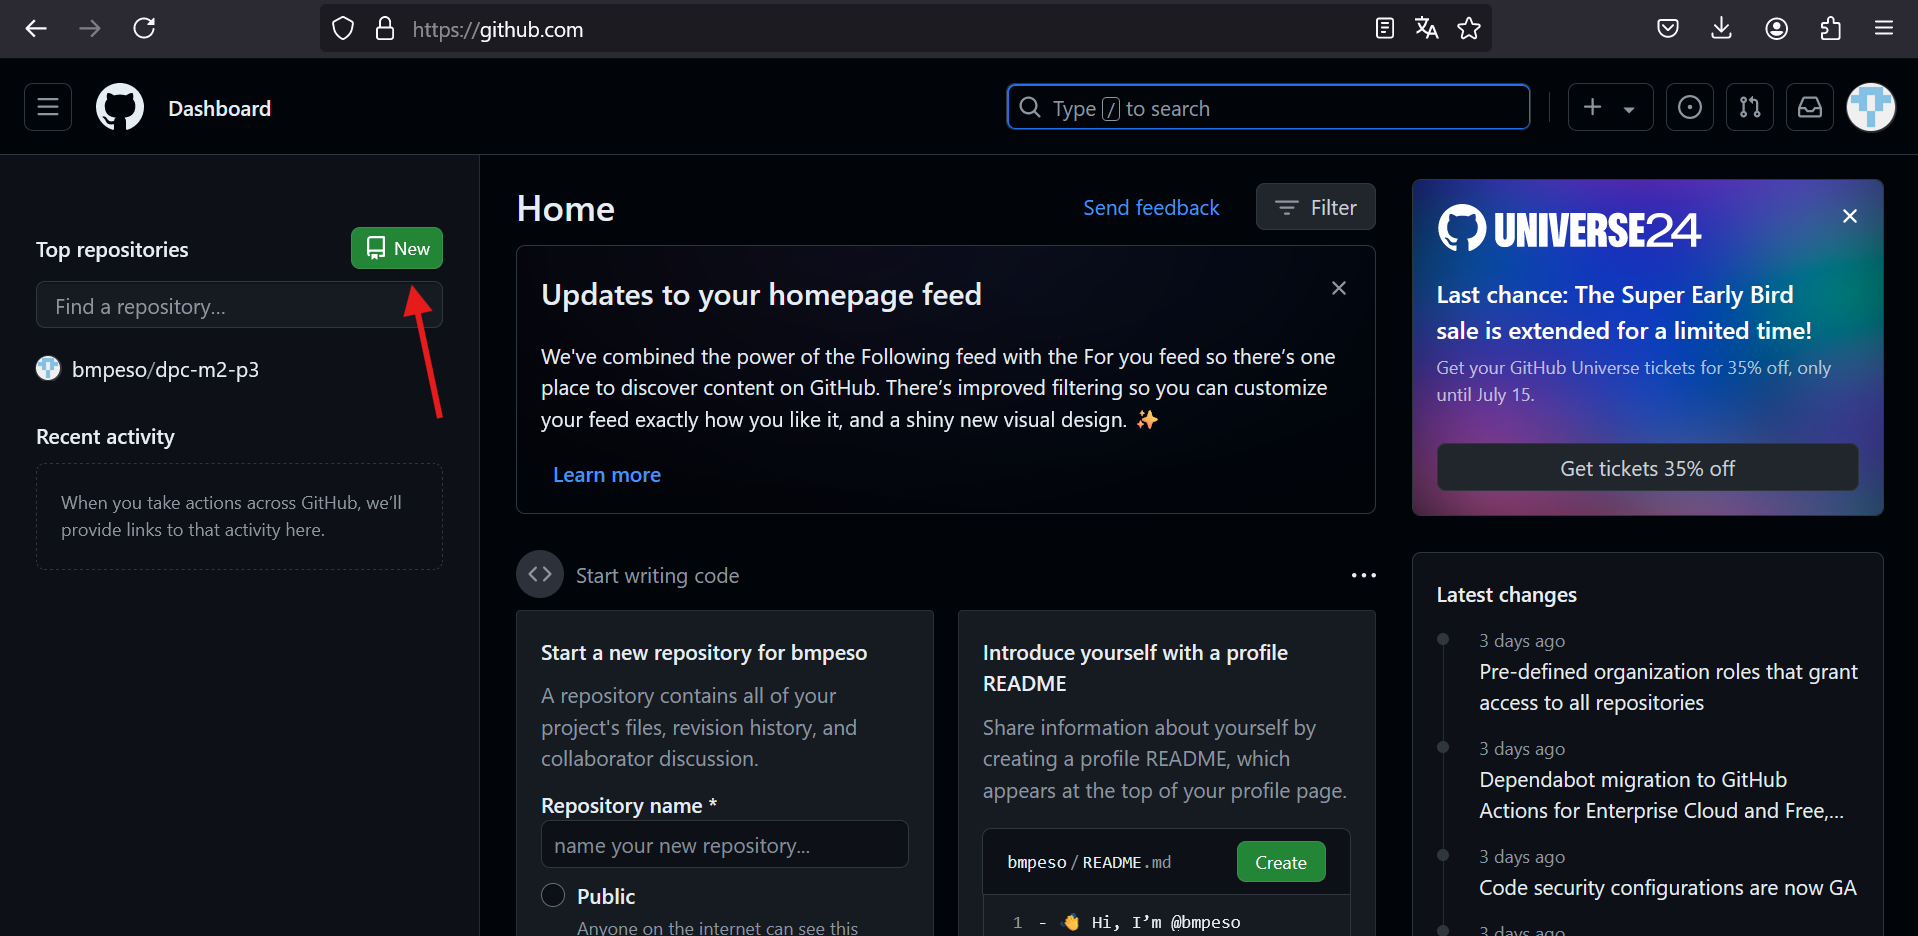 https://github.com
Dashboard
Type / to search
Top repositories
New
Find a repository...
bmpeso/dpc-m2-p3
Recent activity
When you take actions across GitHub, we’ll
provide links to that activity here.
Home
Send feedback
Filter
Updates to your homepage feed
We've combined the power of the Following feed with the For you feed so there’s one
place to discover content on GitHub. There’s improved filtering so you can customize
your feed exactly how you like it, and a shiny new visual design. ✨
Learn more
Start writing code
Start a new repository for bmpeso
A repository contains all of your
project's files, revision history, and
collaborator discussion.
Repository name *
name your new repository...
Public
Anyone on the internet can see this
Introduce yourself with a profile
README
Share information about yourself by
creating a profile README, which
appears at the top of your profile page.
bmpeso / README.md
Create
1 - 👋 Hi, I’m @bmpeso
UNIVERSE24
Last chance: The Super Early Bird
sale is extended for a limited time!
Get your GitHub Universe tickets for 35% off, only
until July 15.
Get tickets 35% off
Latest changes
3 days ago
Pre-defined organization roles that grant
access to all repositories
3 days ago
Dependabot migration to GitHub
Actions for Enterprise Cloud and Free,...
3 days ago
Code security configurations are now GA
3 days ago